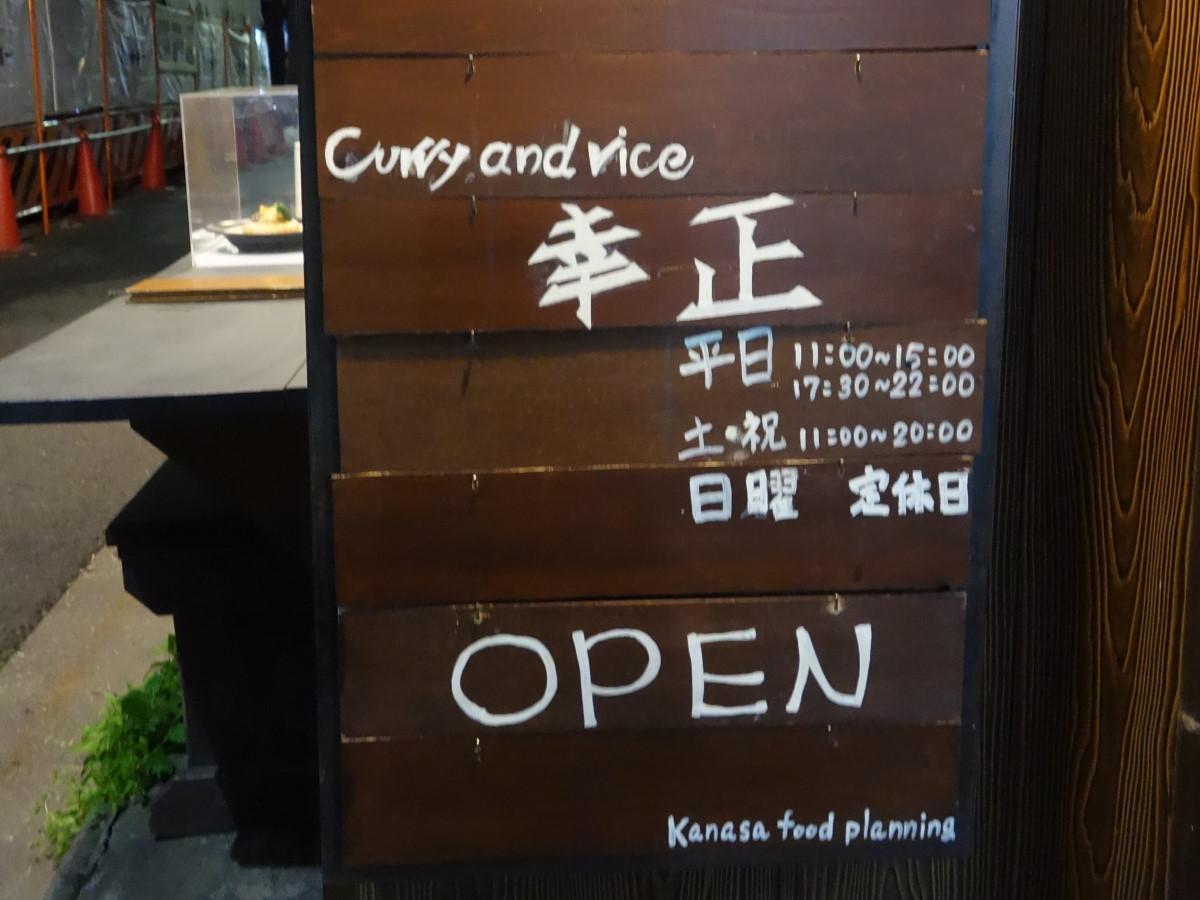 Curry and rice
幸正
平日 11:00~15:00
17:30~22:00
土・祝 11:00~20:00
日曜 定休日
OPEN
Kanasa food planning